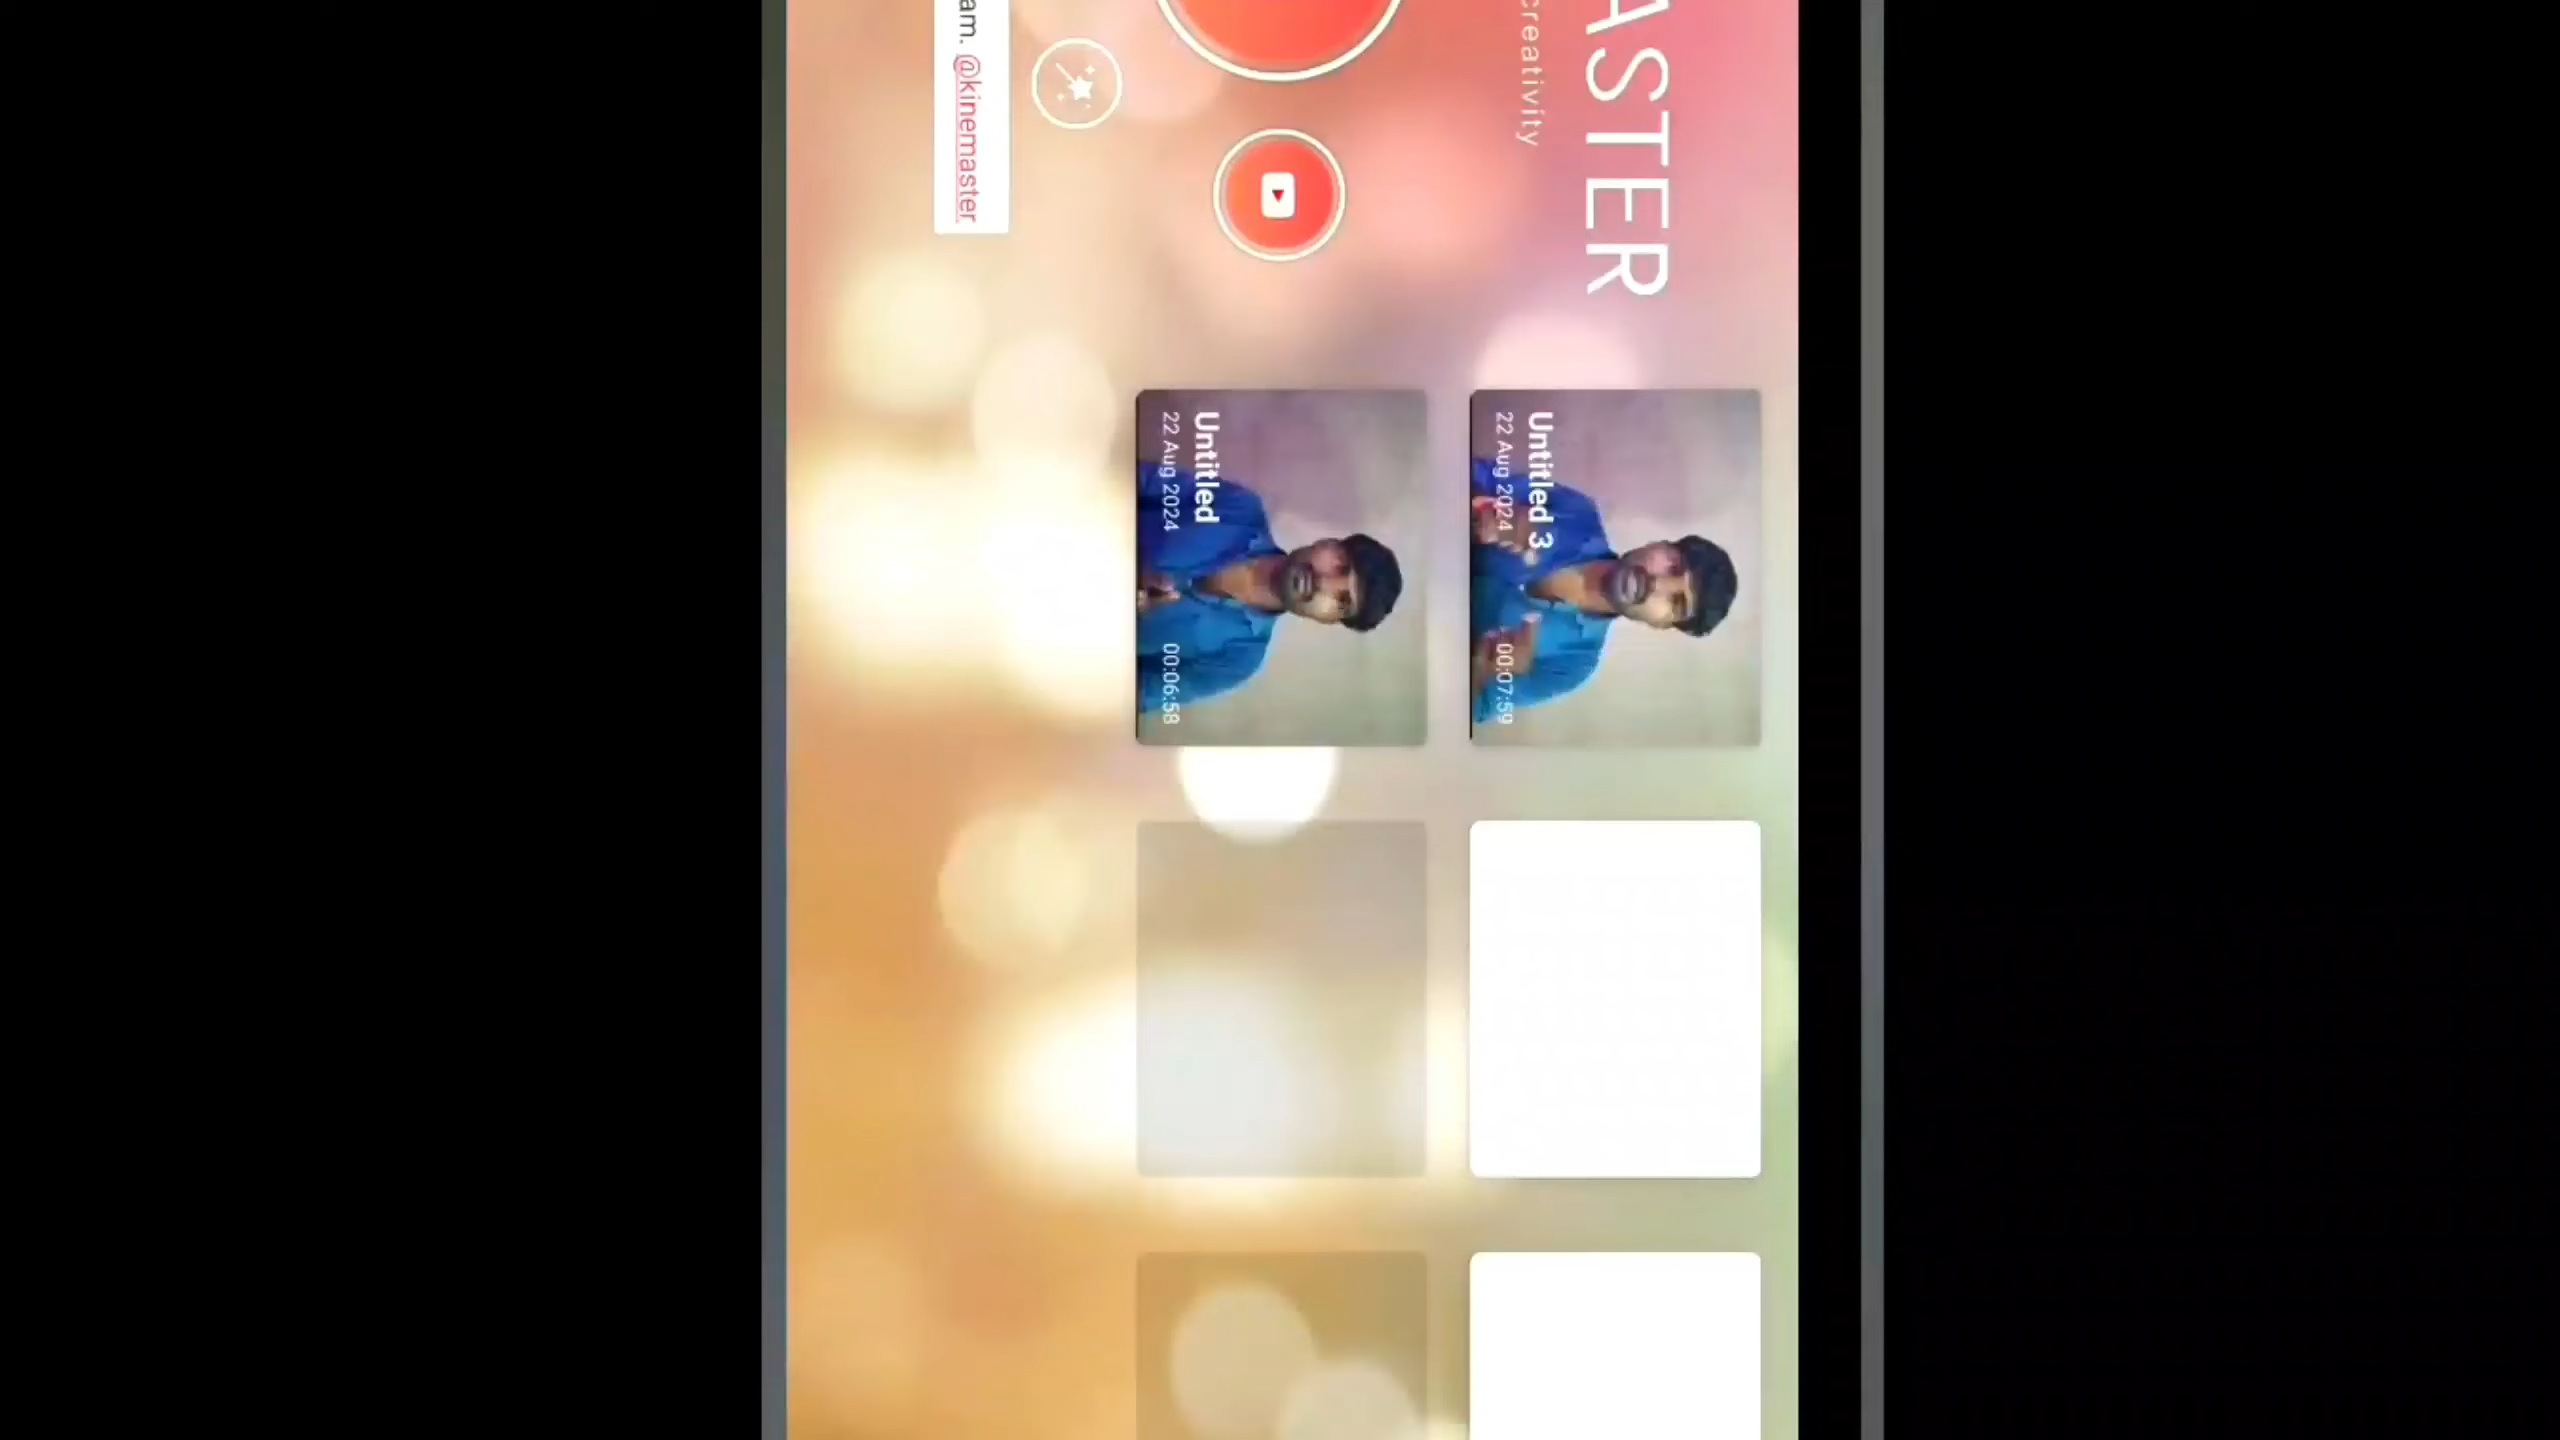 ASTER
creativity
am. @kinemaster
Untitled 3
22 Aug 2024
00:07:59
Untitled
22 Aug 2024
00:06:58